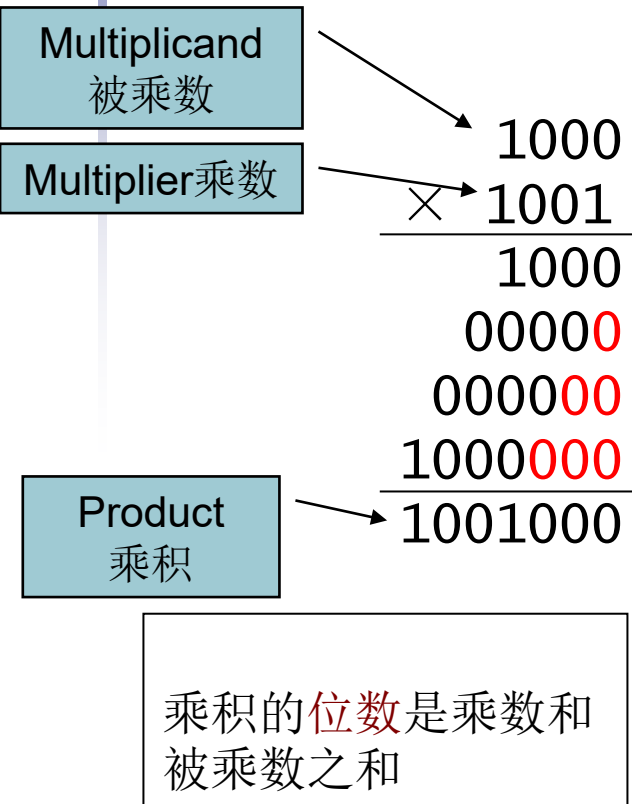 Multiplicand
被乘数
1000
Multiplier乘数
× 1001
1000
00000
000000
1000000
Product
乘积
1001000
乘积的位数是乘数和
被乘数之和